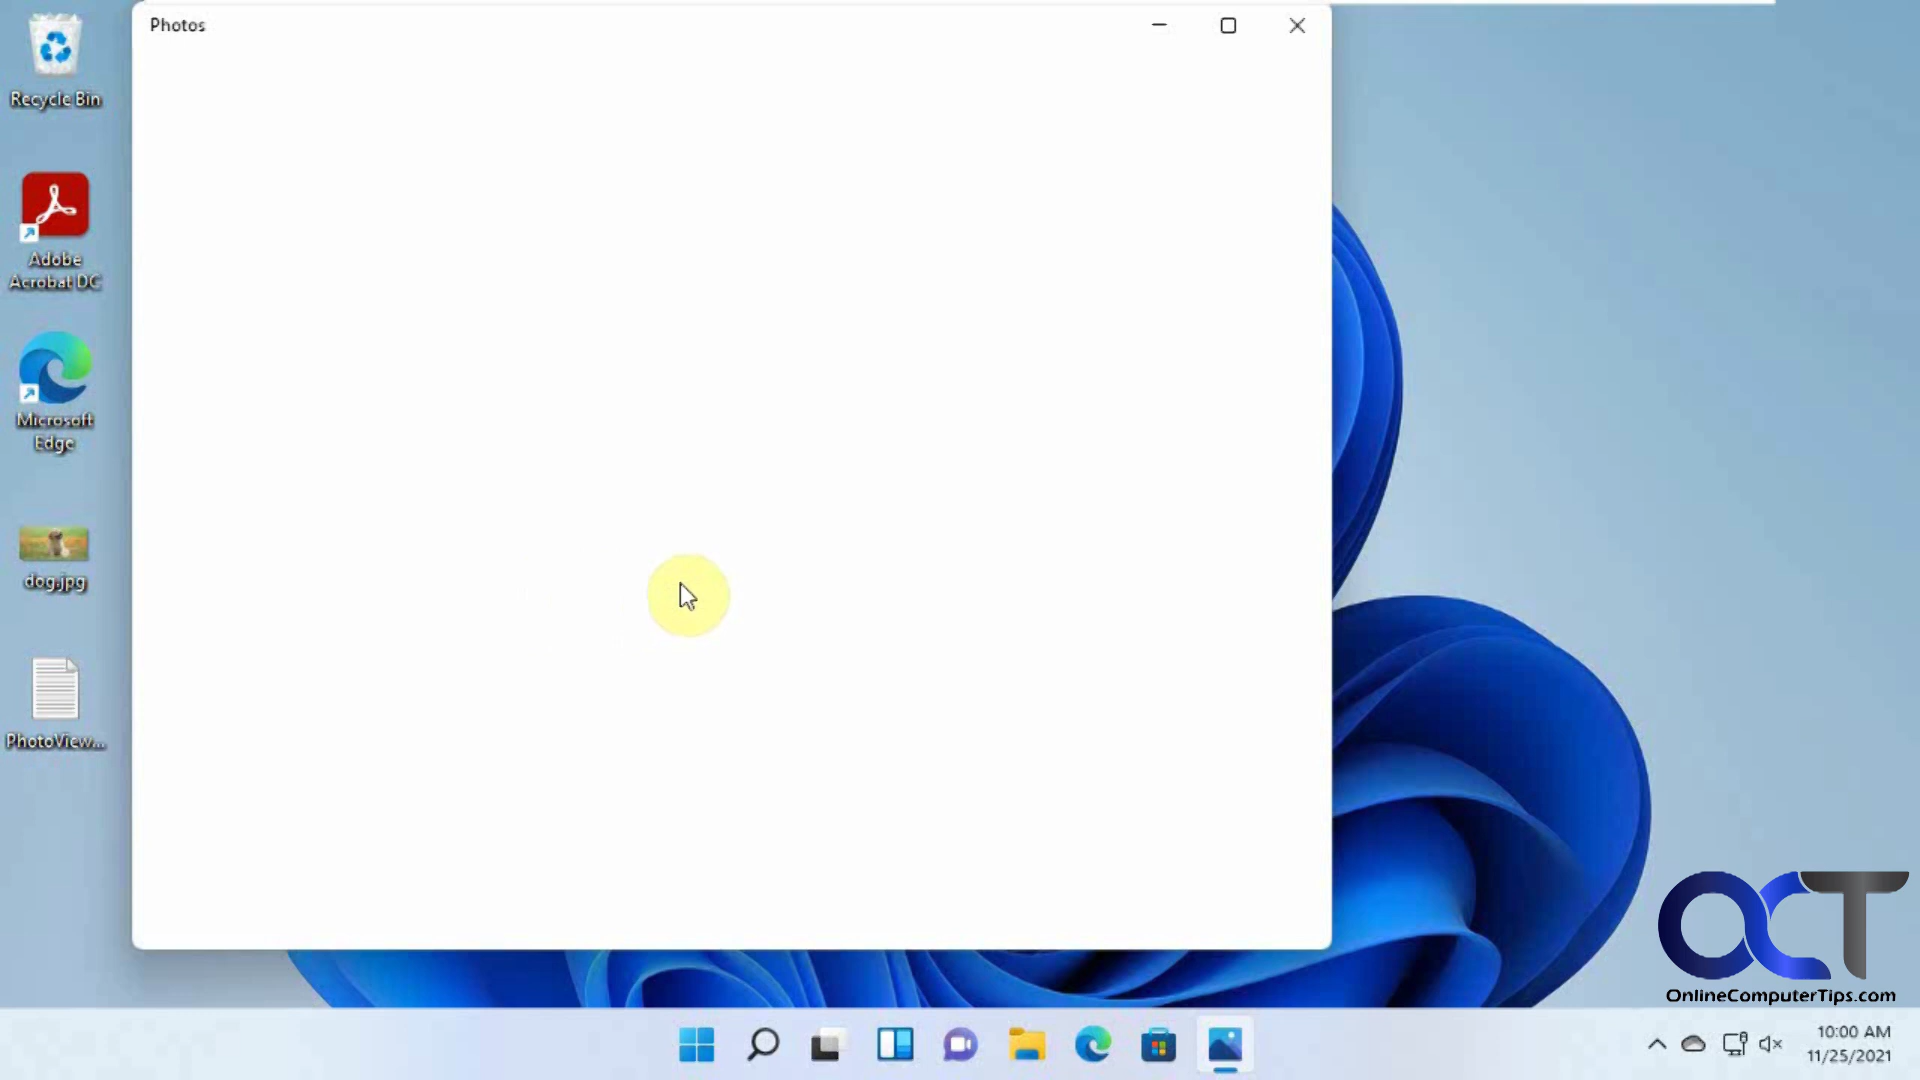 Photos
Recycle Bin
Adobe
Acrobat DC
Microsoft
Edge
dog.jpg
PhotoView...
OCT
OnlineComputerTips.com
10:00 AM
11/25/2021